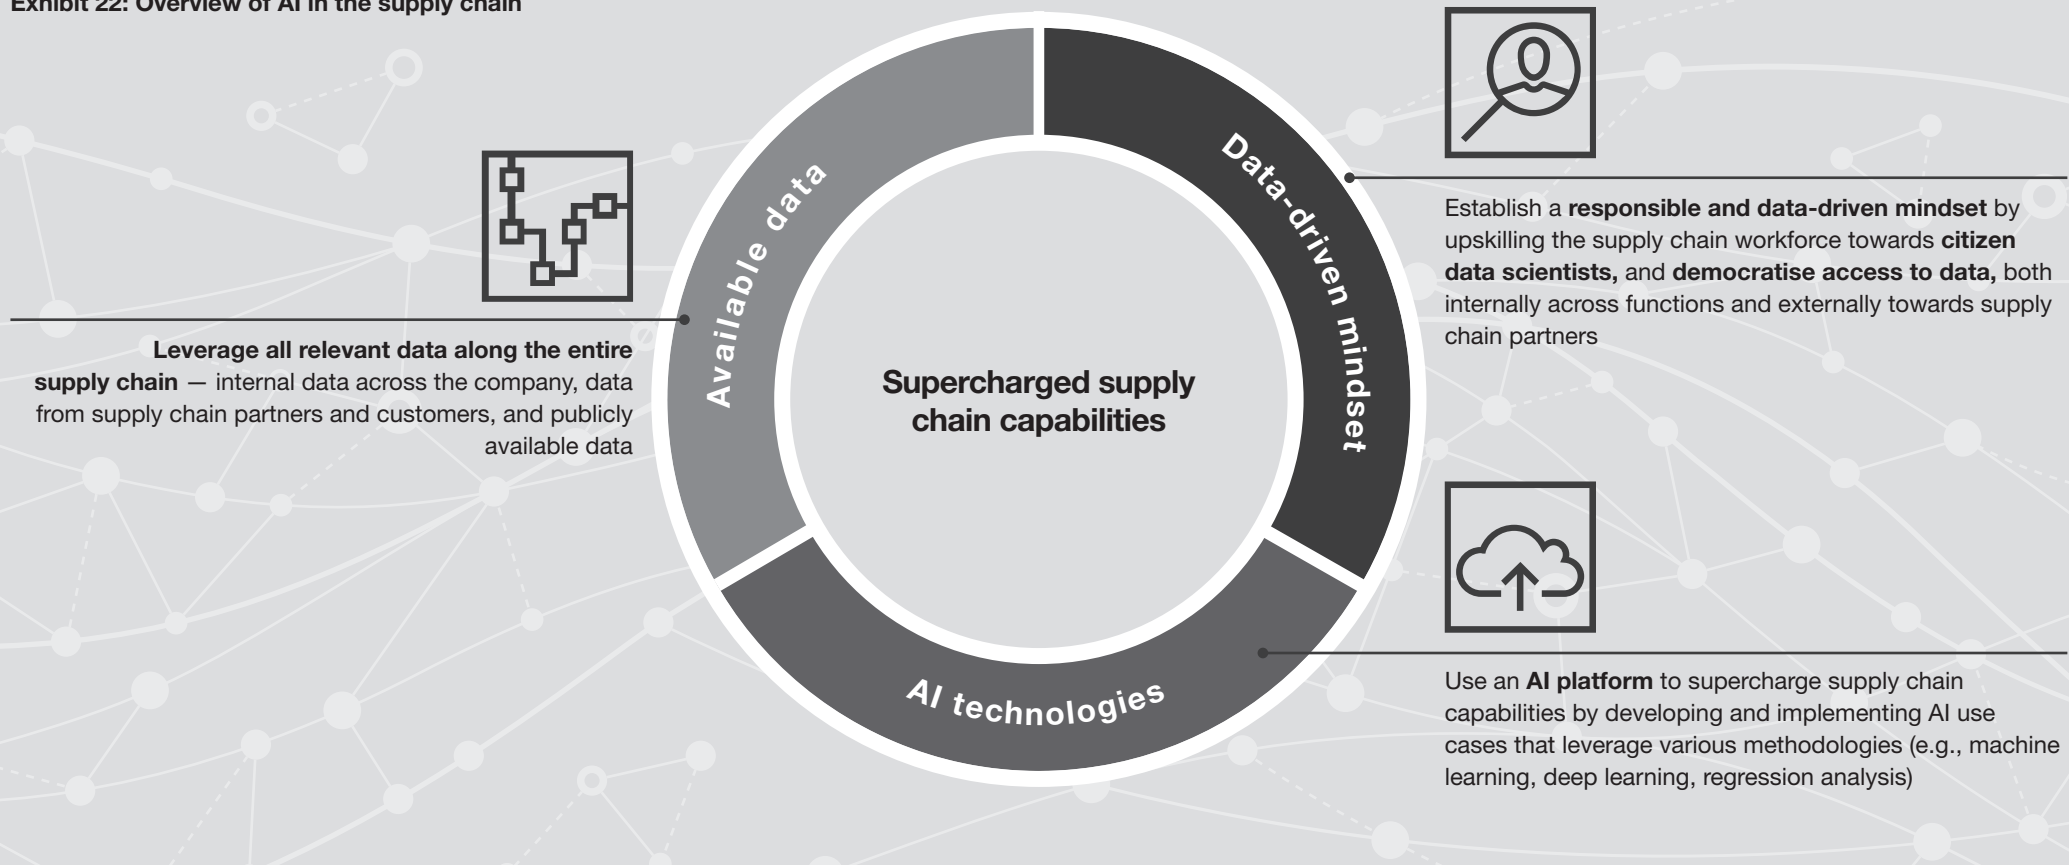 Exhibit 22: Overview of AI in the supply chain
Available data
Data-driven mindset
AI technologies
Supercharged supply
chain capabilities
Leverage all relevant data along the entire
supply chain — internal data across the company, data
from supply chain partners and customers, and publicly
available data
Establish a responsible and data-driven mindset by
upskilling the supply chain workforce towards citizen
data scientists, and democratise access to data, both
internally across functions and externally towards supply
chain partners
Use an AI platform to supercharge supply chain
capabilities by developing and implementing AI use
cases that leverage various methodologies (e.g., machine
learning, deep learning, regression analysis)